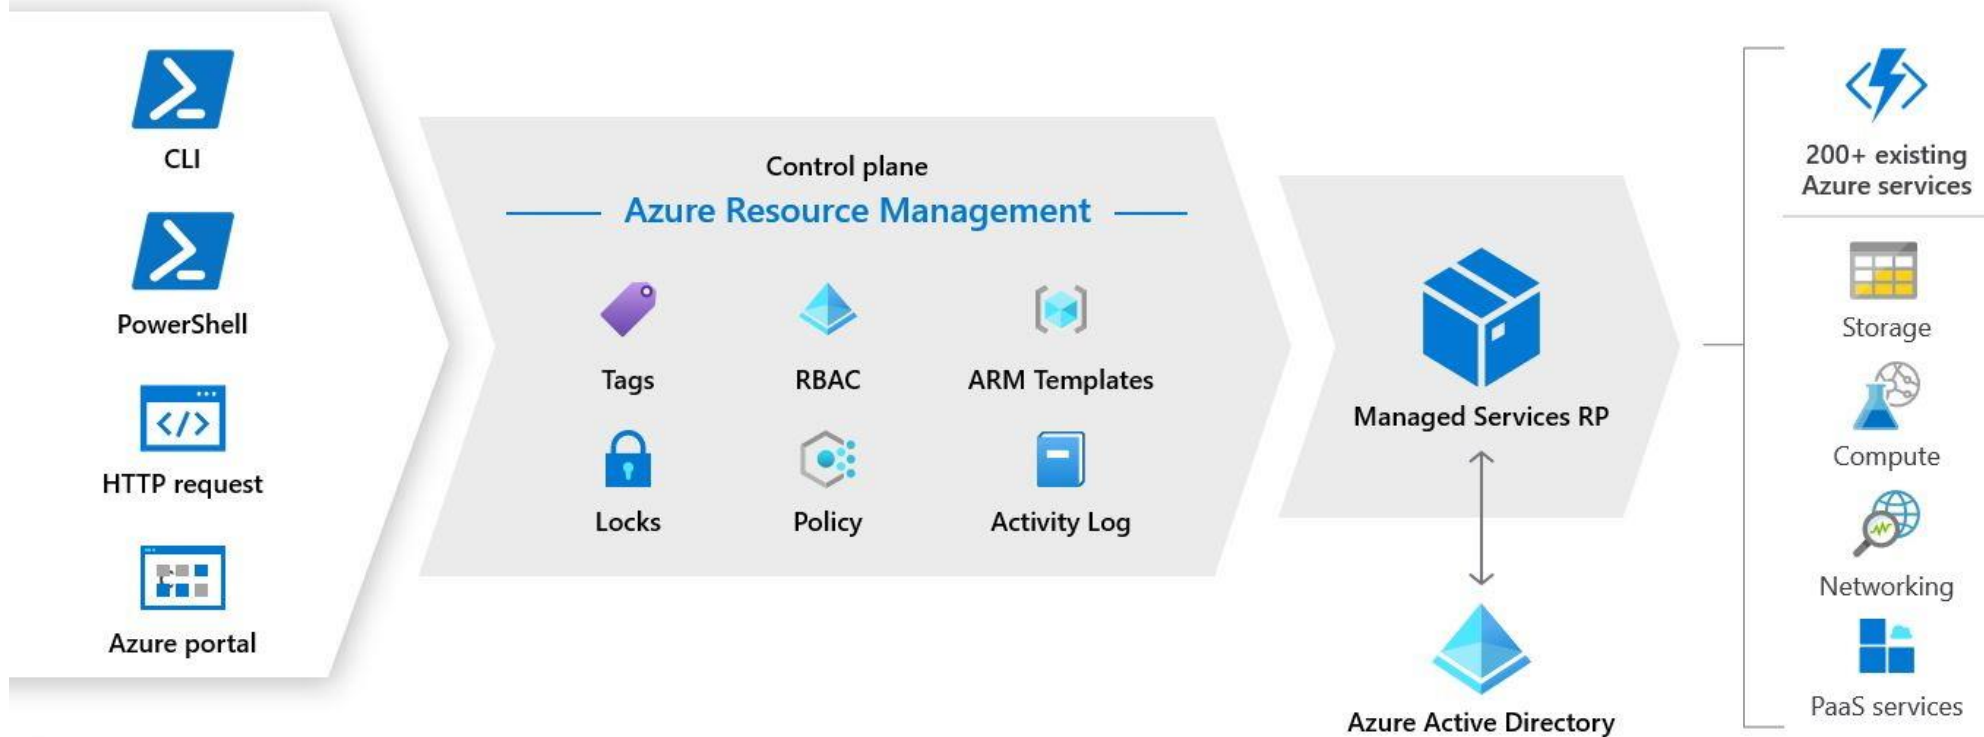 CLI
PowerShell
HTTP request
Azure portal
Control plane
Azure Resource Management
Tags
RBAC
ARM Templates
Locks
Policy
Activity Log
Managed Services RP
Azure Active Directory
200+ existing
Azure services
Storage
Compute
Networking
PaaS services